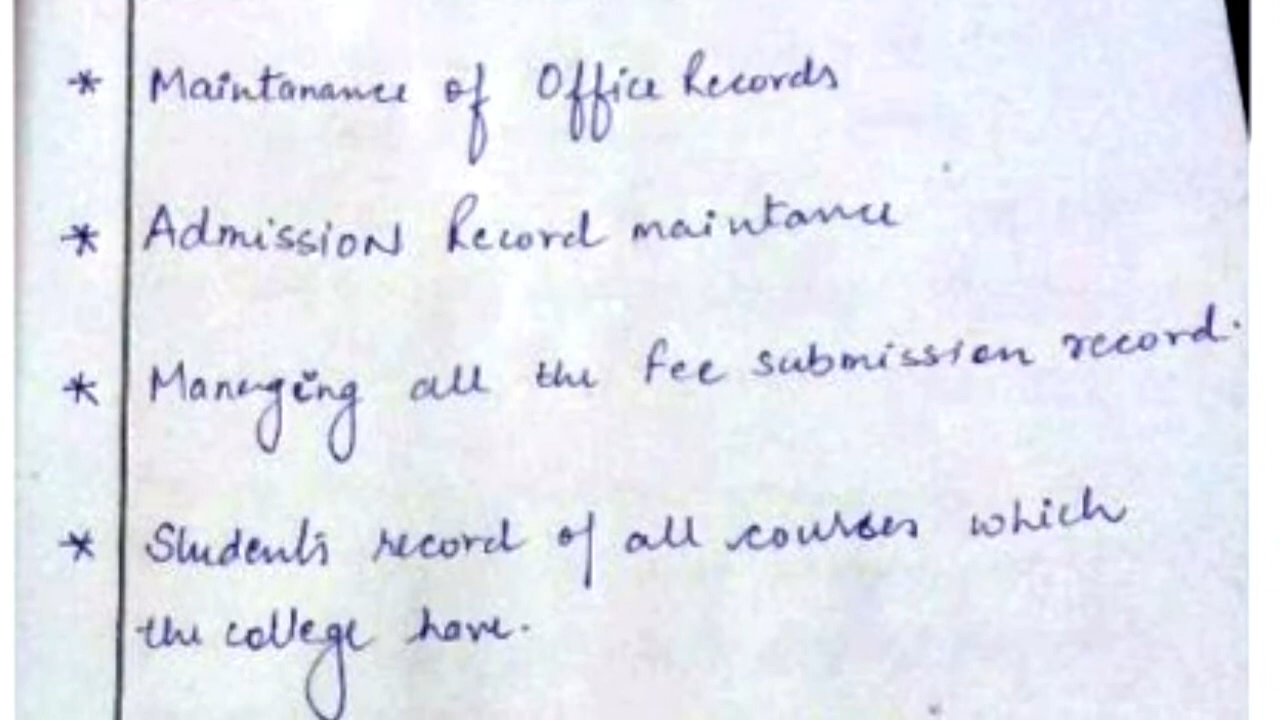 * Maintanance of Office Records
* Admission Record maintance
* Managing all the fee submission record.
* Students record of all courses which
the college have.